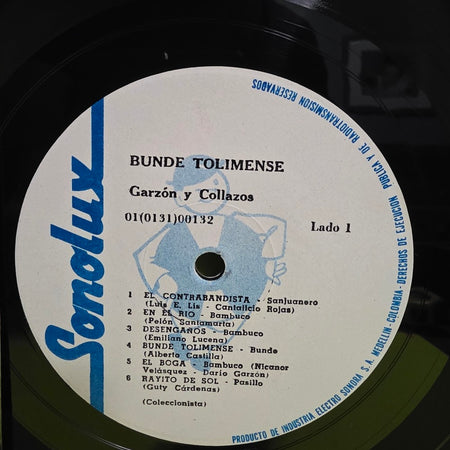 Sonolux
BUNDE TOLIMENSE
Garzón y Collazos
01(0131)00132
Lado 1
1 EL CONTRABANDISTA - Sanjuanero
(Luis E. Lis - Cantalicio Rojas)
2 EN EL RIO - Bambuco
(Pelón Santamarta)
3 DESENGAÑOS - Bambuco
(Emiliano Lucena)
4 BUNDE TOLIMENSE - Bunde
(Alberto Castilla)
5 EL BOGA - Bambuco (Nicanor
Velásquez - Darío Garzón)
6 RAYITO DE SOL - Pasillo
(Guty Cárdenas)
(Coleccionista)
PRODUCTO DE INDUSTRIA ELECTRO SONORA S.A. MEDELLIN - COLOMBIA - DERECHOS DE EJECUCION PUBLICA Y DE RADIOTRANSMISION RESERVADOS